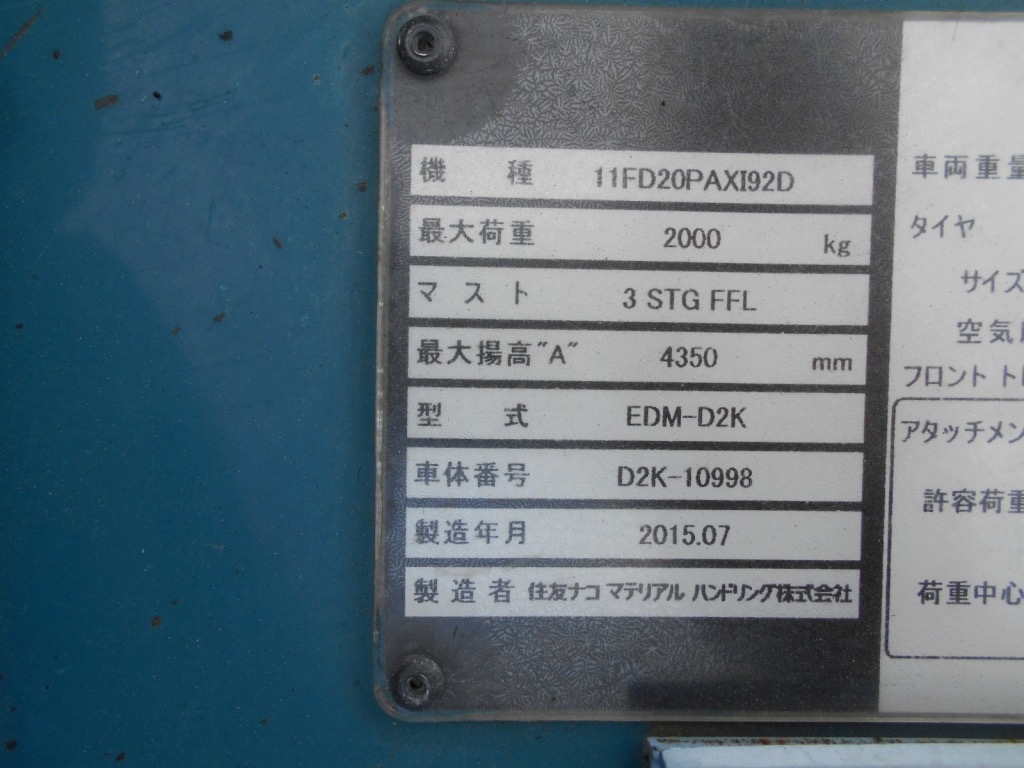 機種 11FD20PAXI92D
最大荷重 2000 kg
マスト 3 STG FFL
最大揚高"A" 4350 mm
型式 EDM-D2K
車体番号 D2K-10998
製造年月 2015.07
製造者 住友ナコ マテリアル ハンドリング株式会社
車両重量
タイヤ
サイズ
空気
フロント ト
アタッチメン
許容荷重
荷重中心